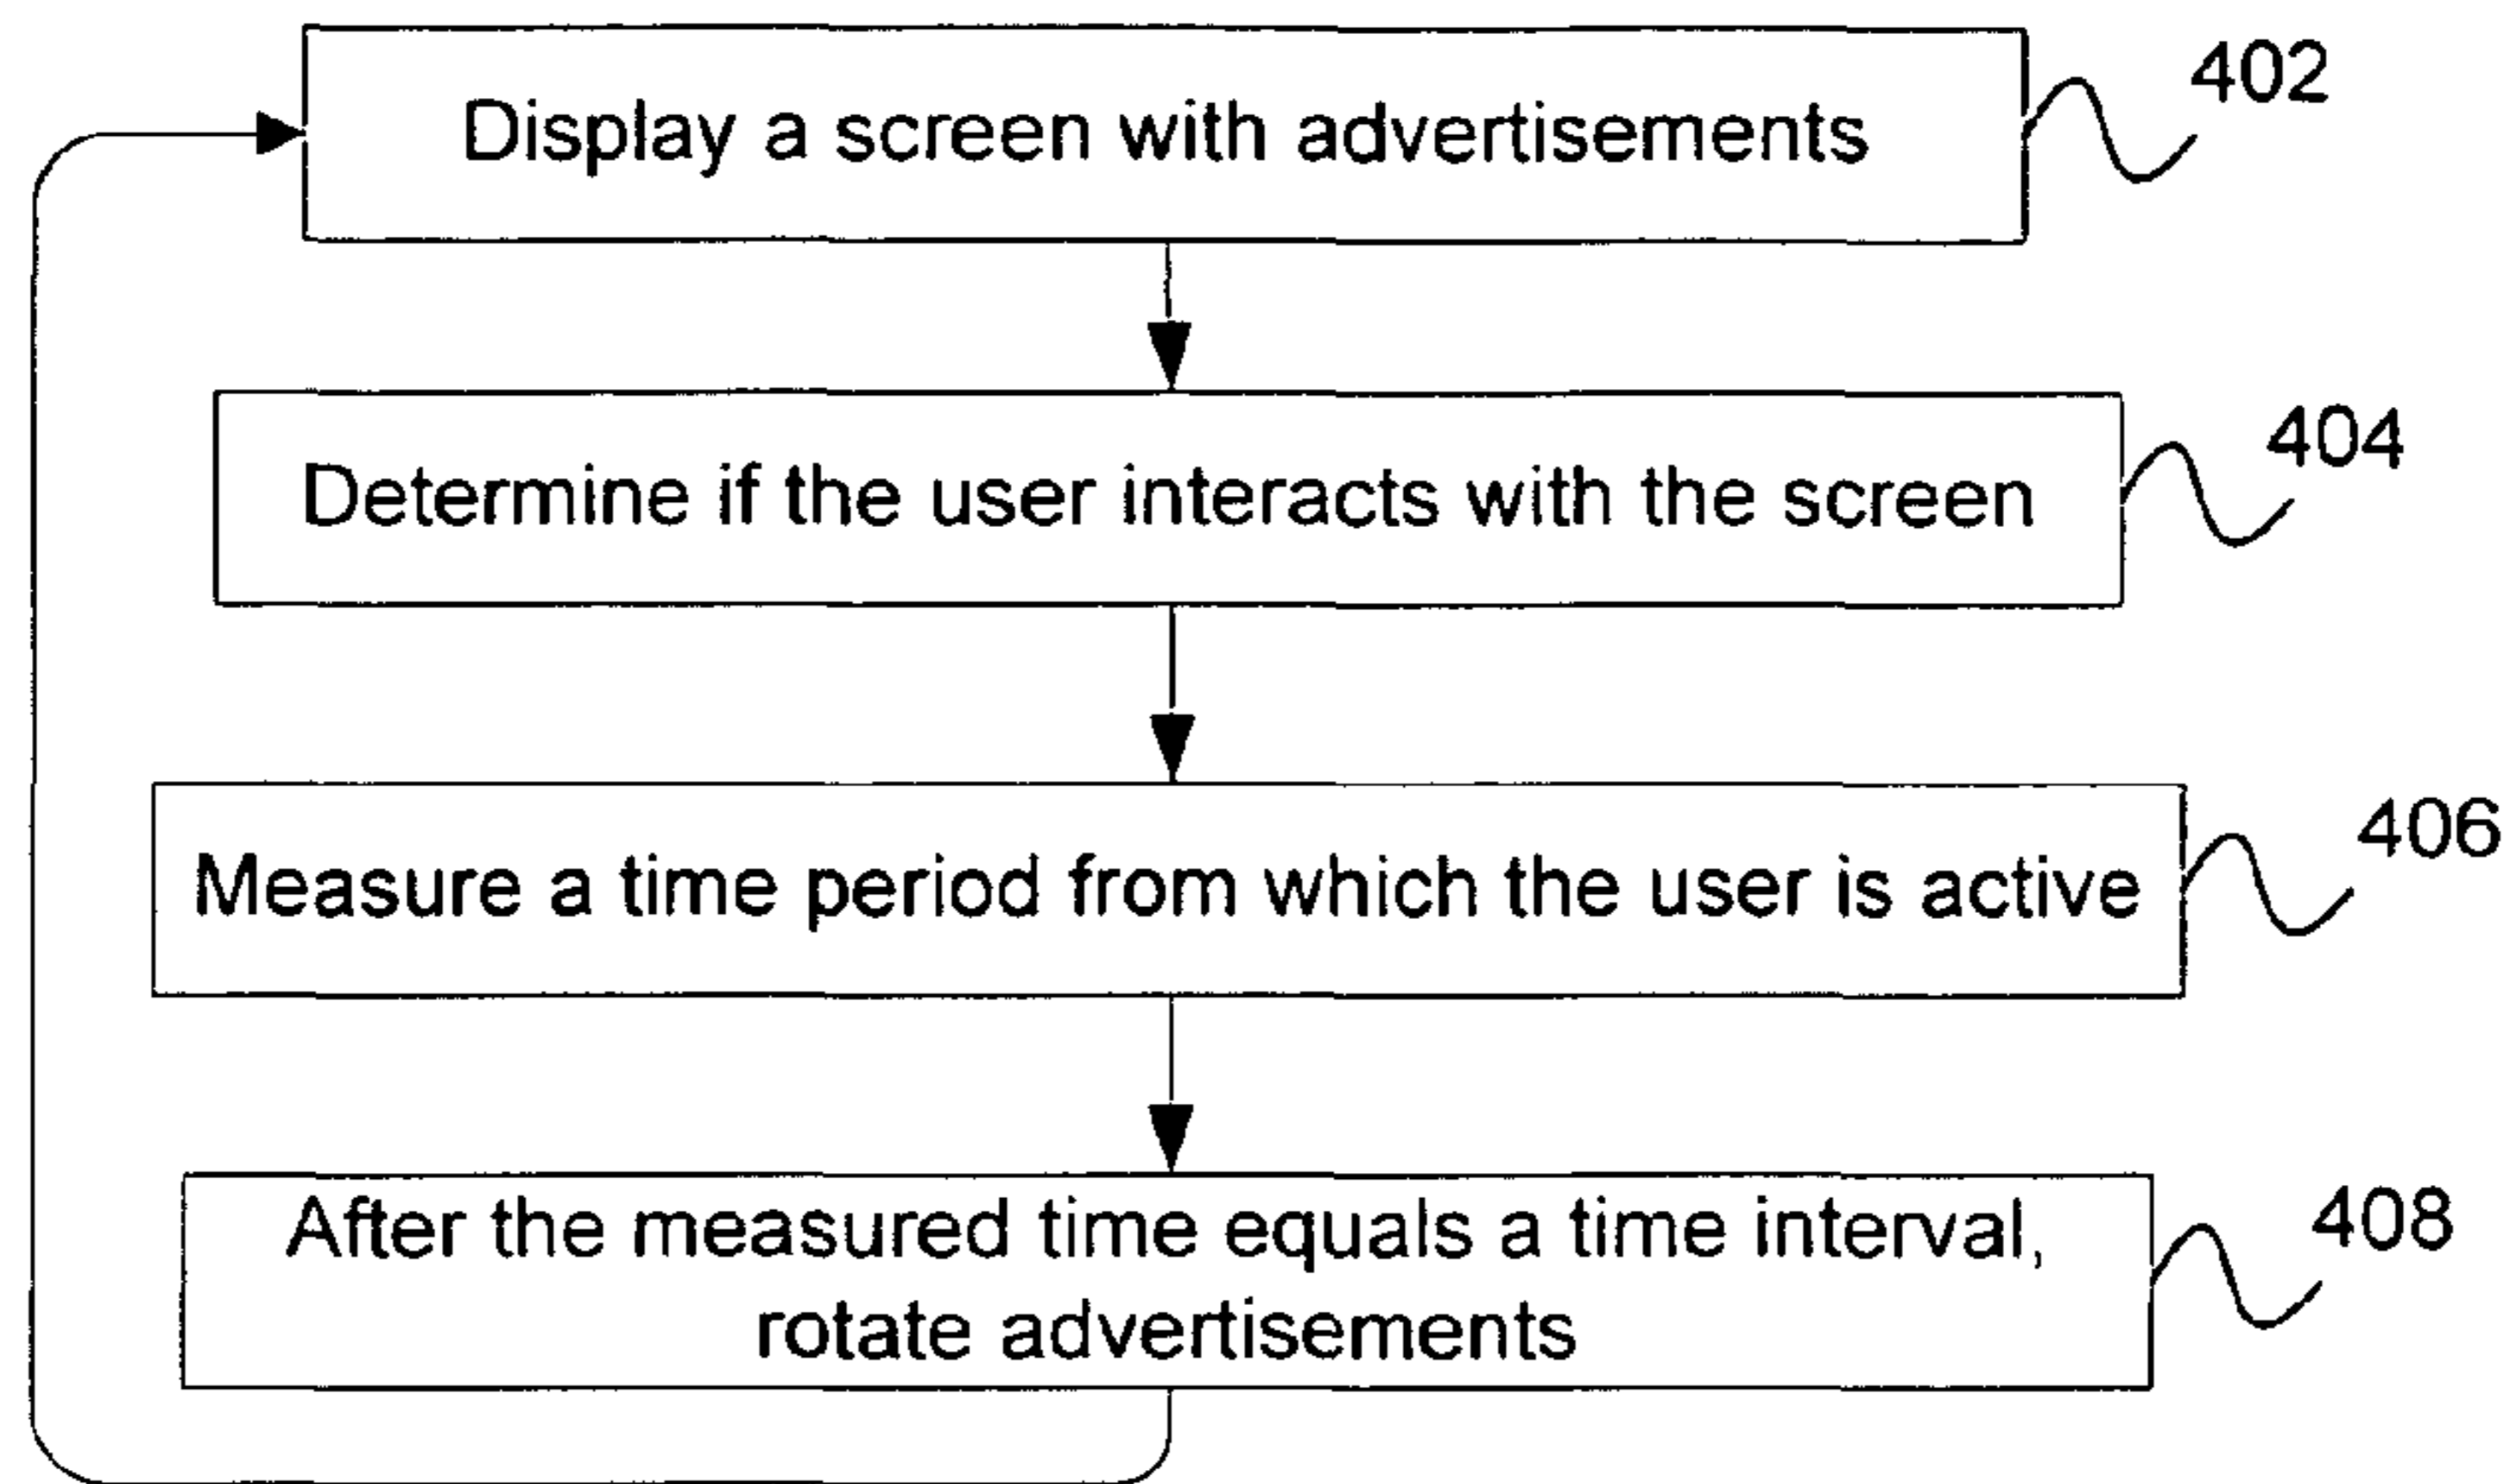 Display a screen with advertisements
402
Determine if the user interacts with the screen
404
Measure a time period from which the user is active
406
After the measured time equals a time interval,
rotate advertisements
408